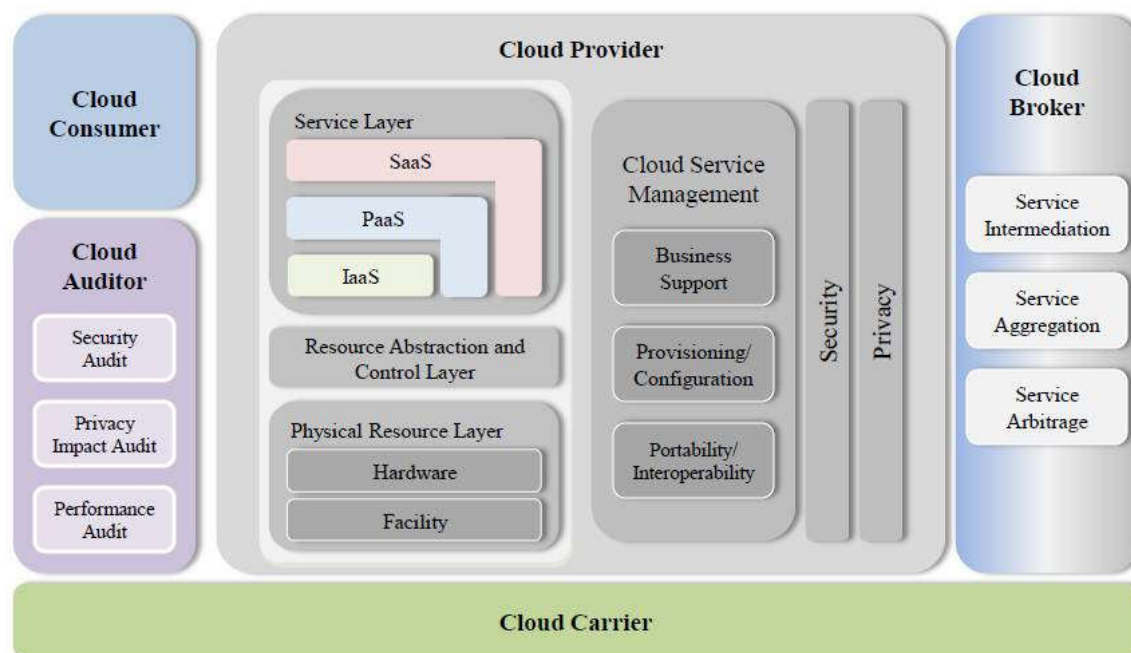 Cloud
Consumer
Cloud
Auditor
Security
Audit
Privacy
Impact Audit
Performance
Audit
Cloud Provider
Service Layer
SaaS
PaaS
IaaS
Resource Abstraction and
Control Layer
Physical Resource Layer
Hardware
Facility
Cloud Service
Management
Business
Support
Provisioning/
Configuration
Portability/
Interoperability
Security
Privacy
Cloud
Broker
Service
Intermediation
Service
Aggregation
Service
Arbitrage
Cloud Carrier